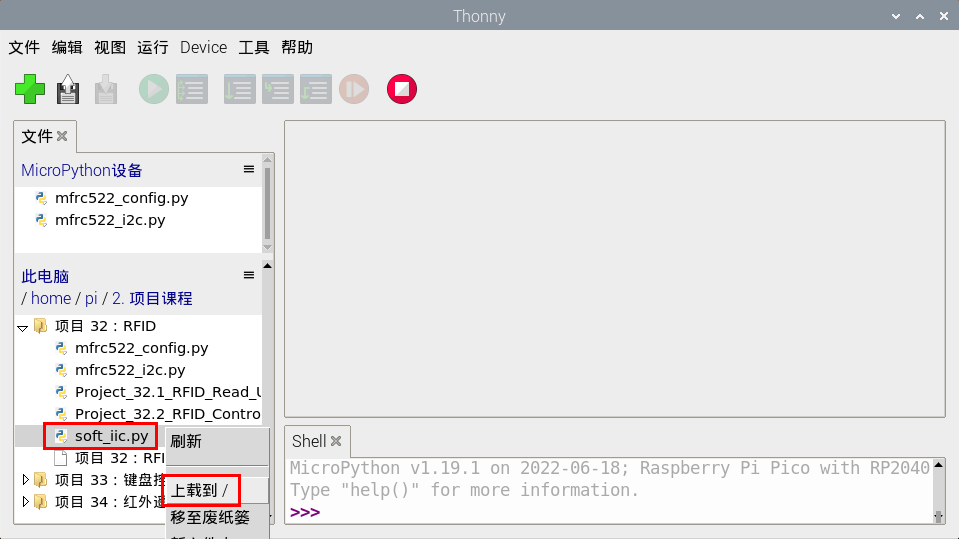 Thonny
文件 编辑 视图 运行 Device 工具 帮助
文件
MicroPython设备
mfrc522_config.py
mfrc522_i2c.py
此电脑
/ home / pi / 2. 项目课程
项目 32：RFID
mfrc522_config.py
mfrc522_i2c.py
Project_32.1_RFID_Read_U
Project_32.2_RFID_Contro
soft_iic.py
项目 32：RFI
项目 33：键盘
项目 34：红外
刷新
上载到 /
移至废纸篓
Shell
MicroPython v1.19.1 on 2022-06-18; Raspberry Pi Pico with RP2040
Type "help()" for more information.
>>>